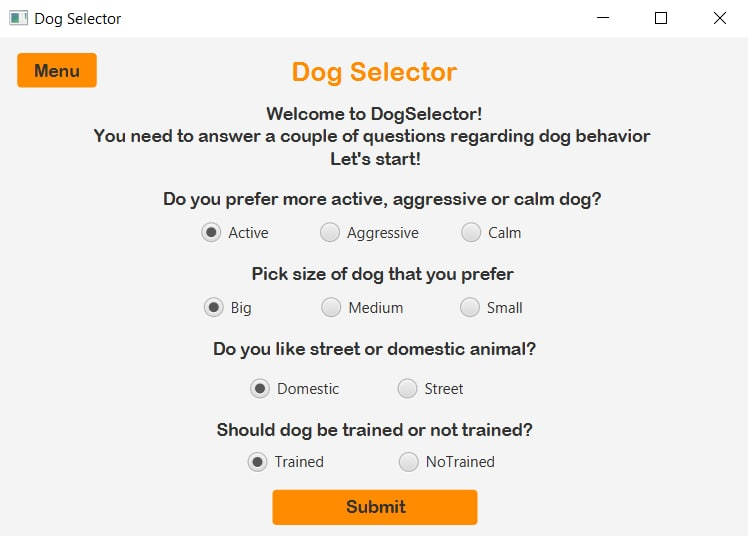 Dog Selector
Menu
Dog Selector
Welcome to DogSelector!
You need to answer a couple of questions regarding dog behavior
Let's start!
Do you prefer more active, aggressive or calm dog?
Active Aggressive Calm
Pick size of dog that you prefer
Big Medium Small
Do you like street or domestic animal?
Domestic Street
Should dog be trained or not trained?
Trained NoTrained
Submit